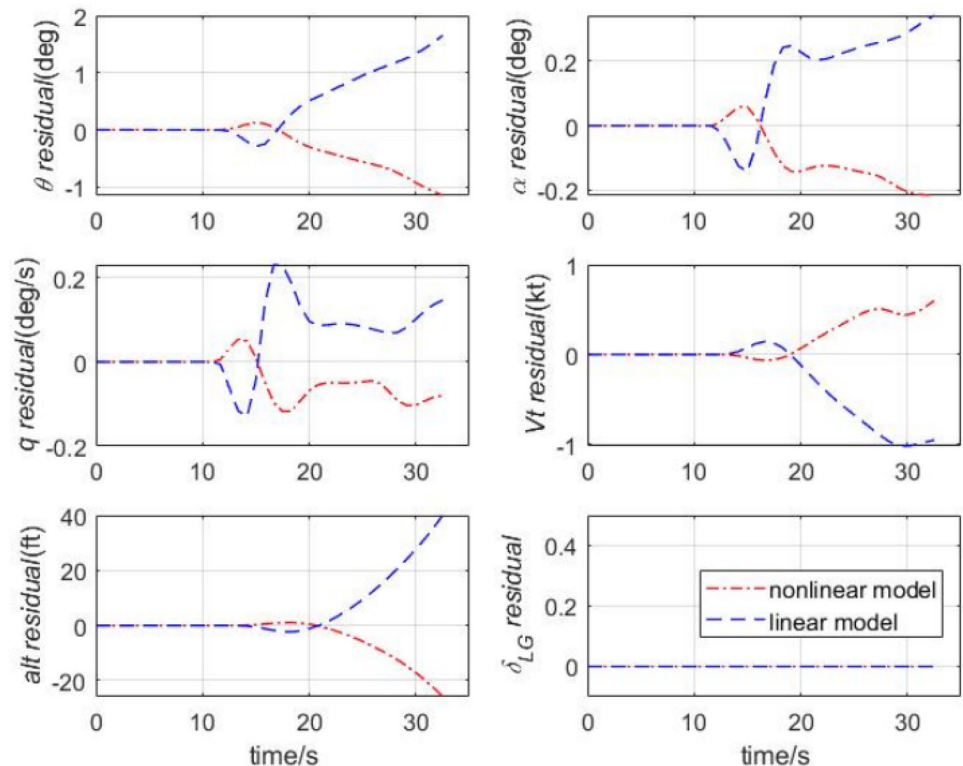 θ residual(deg)
2
1
0
-1
0 10 20 30
α residual(deg)
0.2
0
-0.2
0 10 20 30
q residual(deg/s)
0.2
0
-0.2
0 10 20 30
Vt residual(kt)
1
0
-1
0 10 20 30
alt residual(ft)
40
20
0
-20
0 10 20 30
time/s
δLG residual
0.4
0.2
0
nonlinear model
linear model
0 10 20 30
time/s